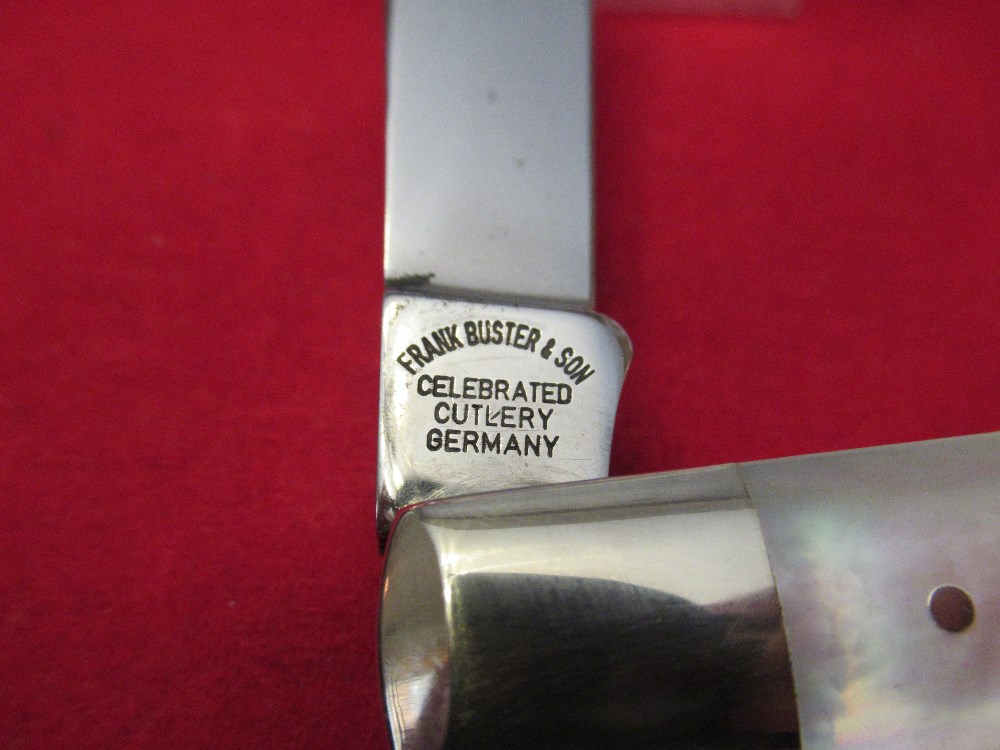 FRANK BUSTER & SON
CELEBRATED
CUTLERY
GERMANY